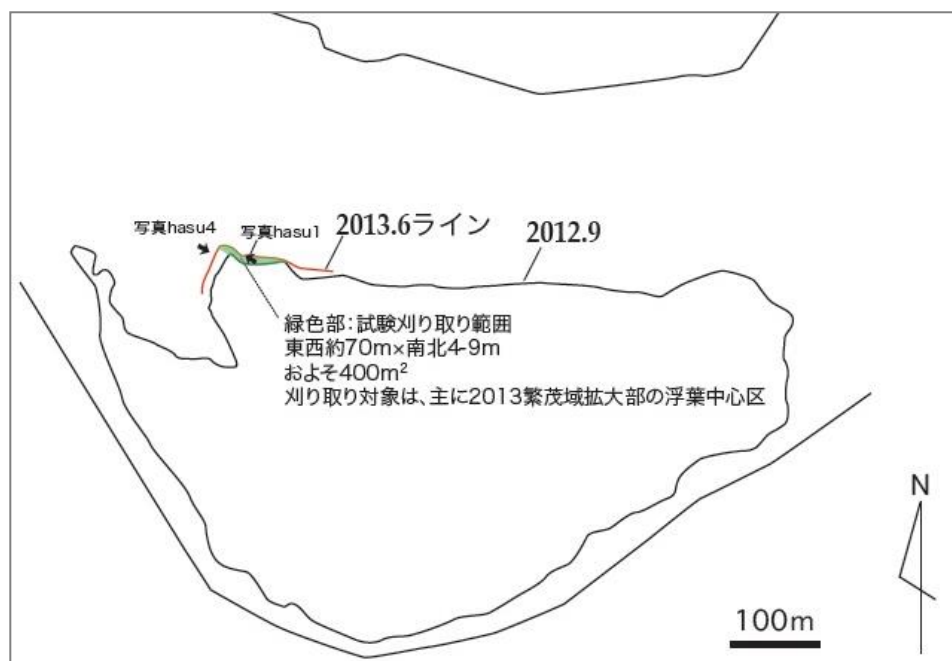 写真hasu4
写真hasu1
2013.6ライン
2012.9
緑色部：試験刈り取り範囲
東西約70m×南北4-9m
およそ400m²
刈り取り対象は、主に2013繁茂域拡大部の浮葉中心区
N
100m